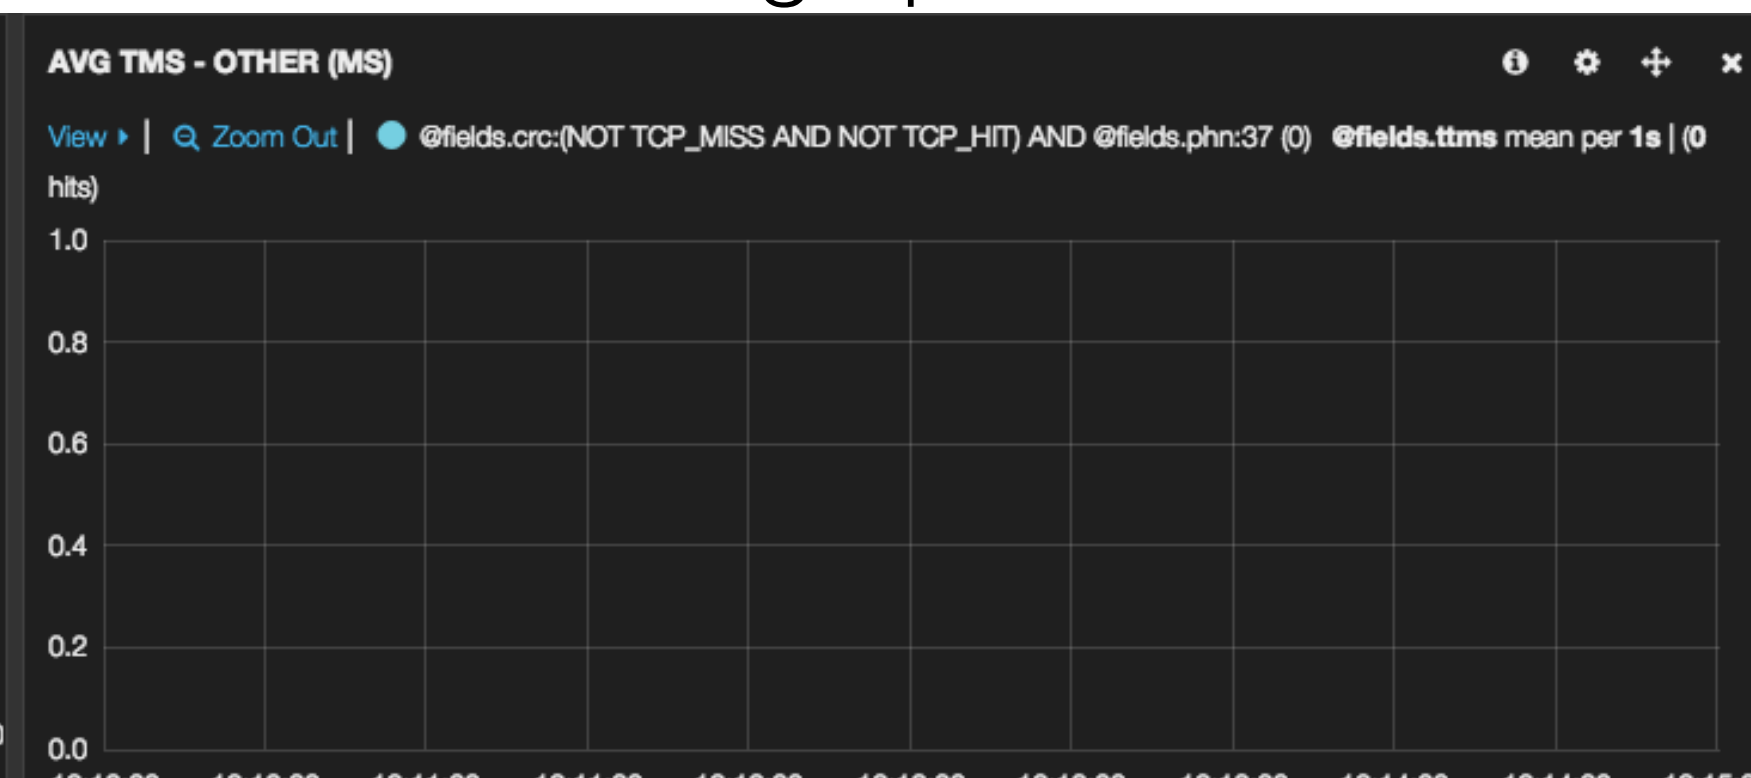 AVG TMS - OTHER (MS)
View | Zoom Out | @fields.crc:(NOT TCP_MISS AND NOT TCP_HIT) AND @fields.phn:37 (0) @fields.ttms mean per 1s | (0
hits)
1.0
0.8
0.6
0.4
0.2
0.0